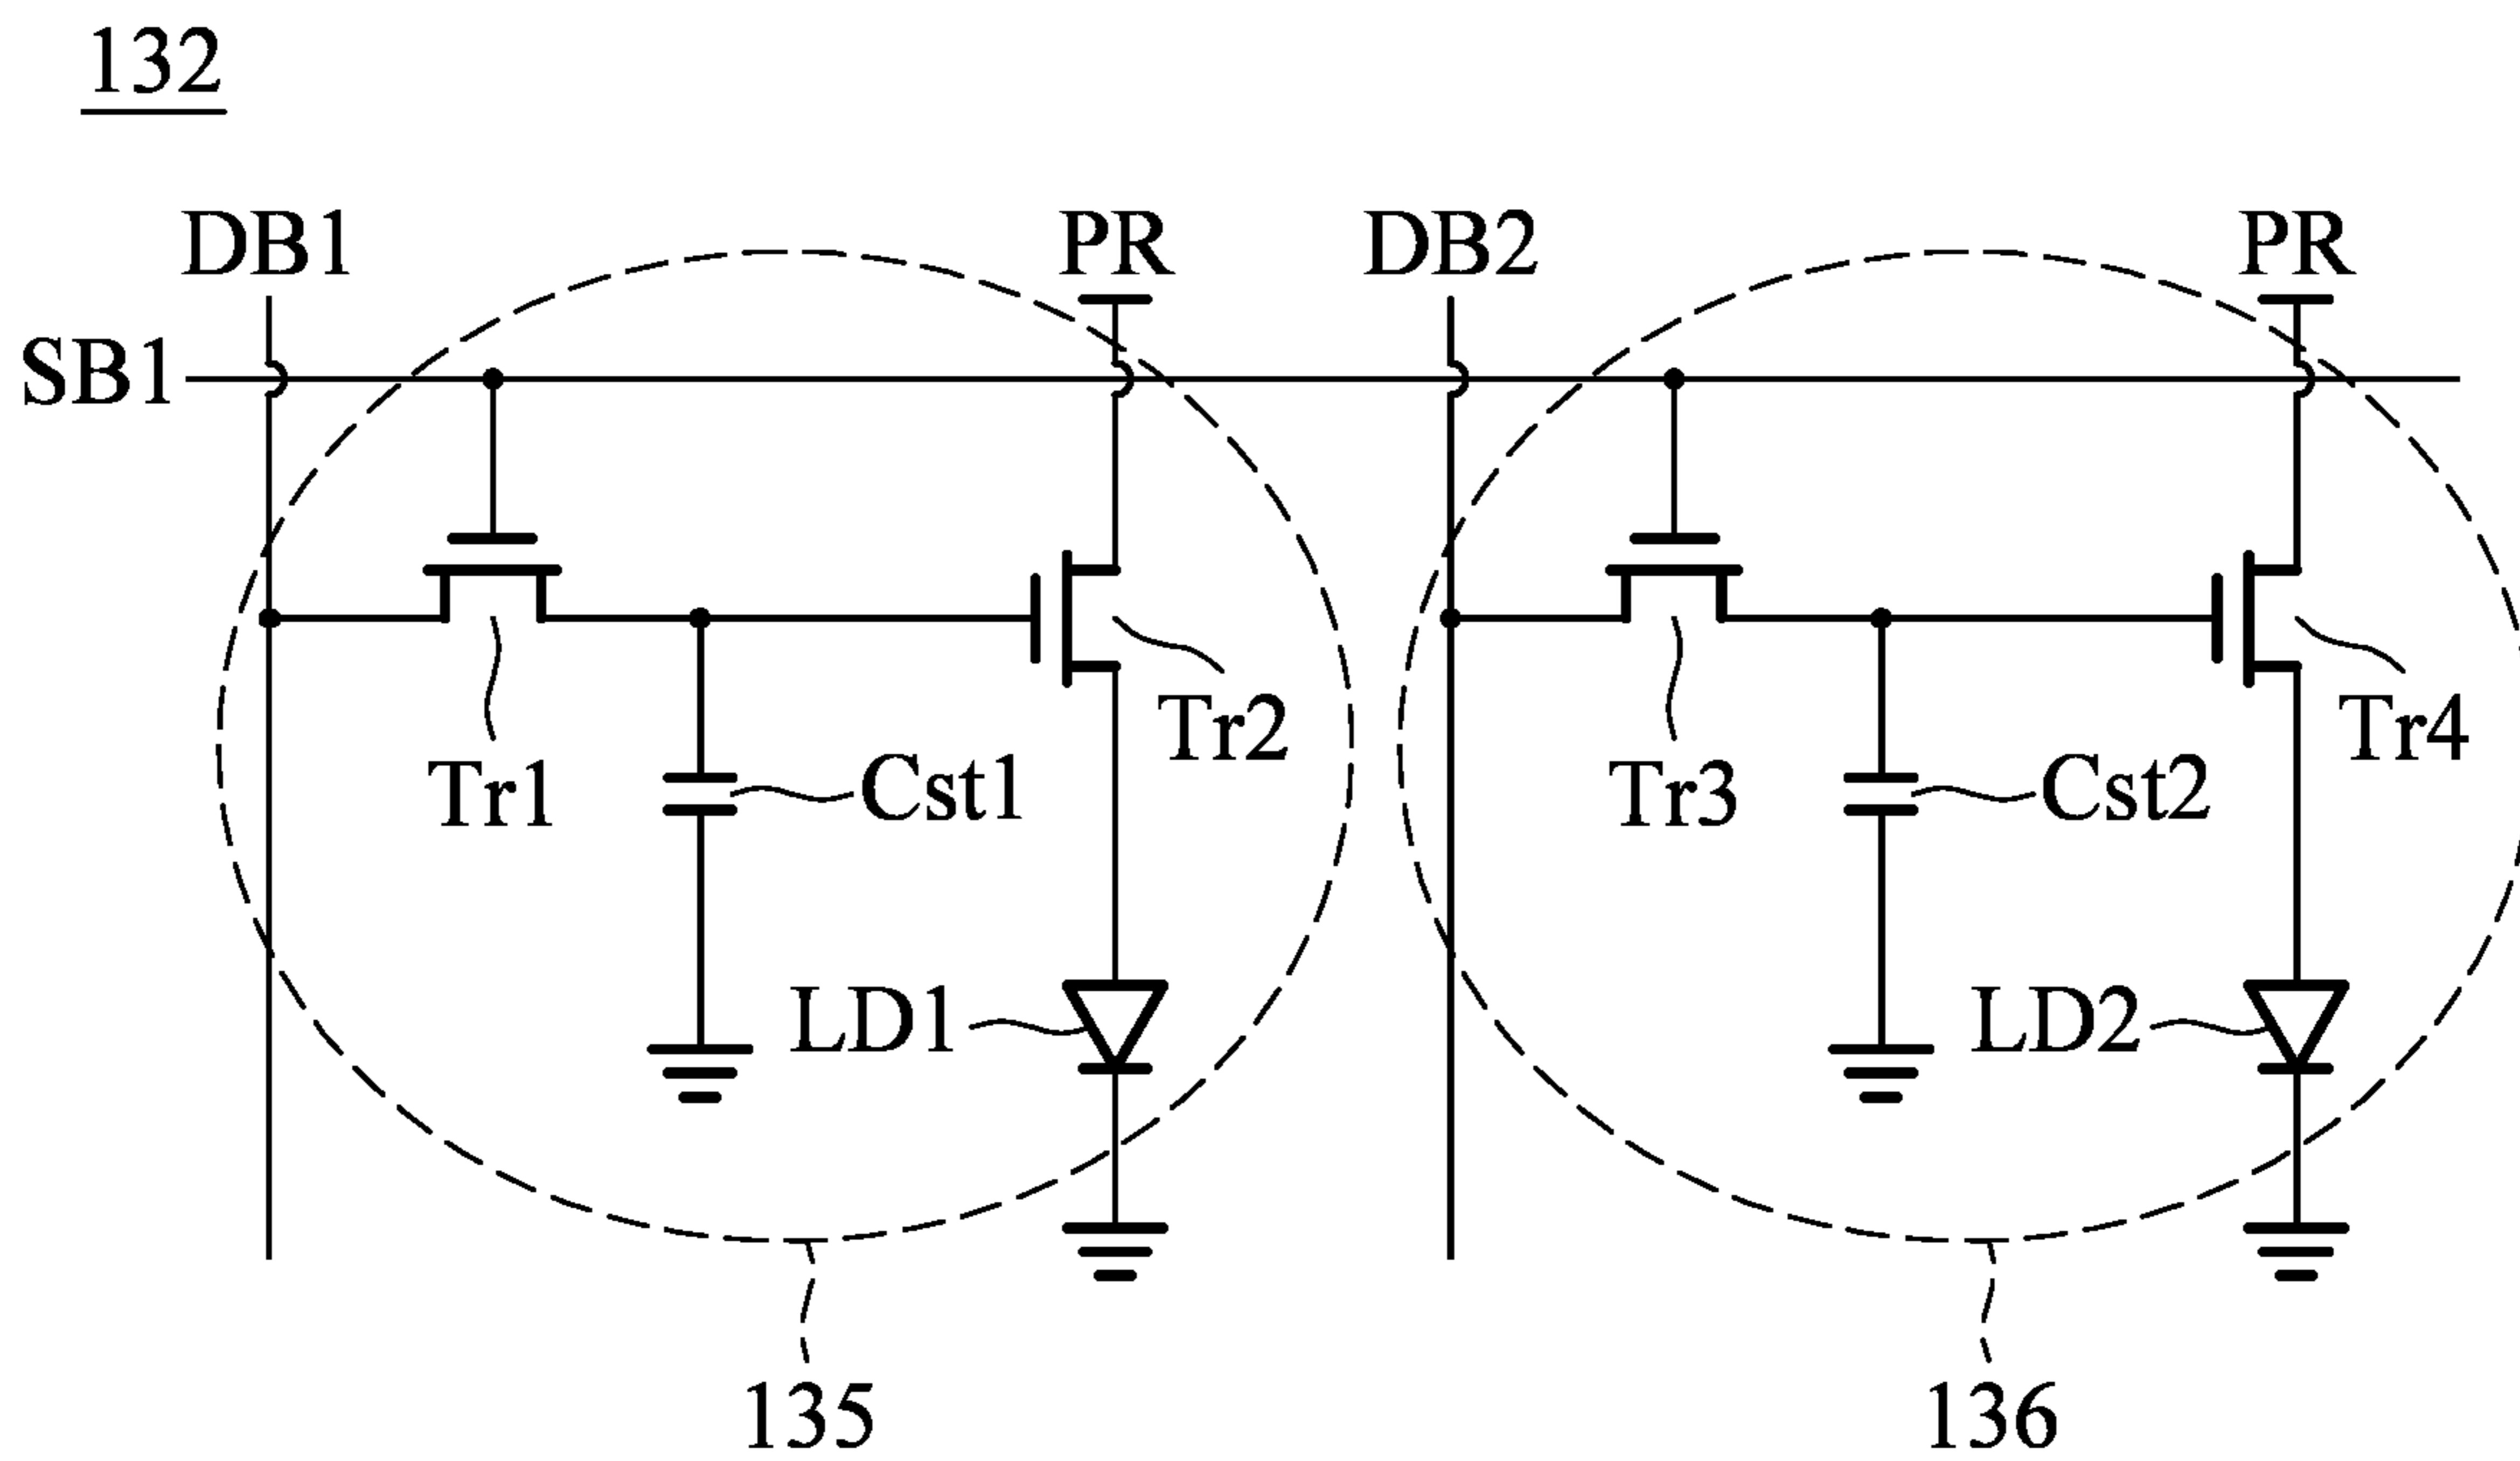 132
DB1 PR DB2 PR
SB1
Tr2 Tr4
Tr1 Cst1 Tr3 Cst2
LD1 LD2
135 136